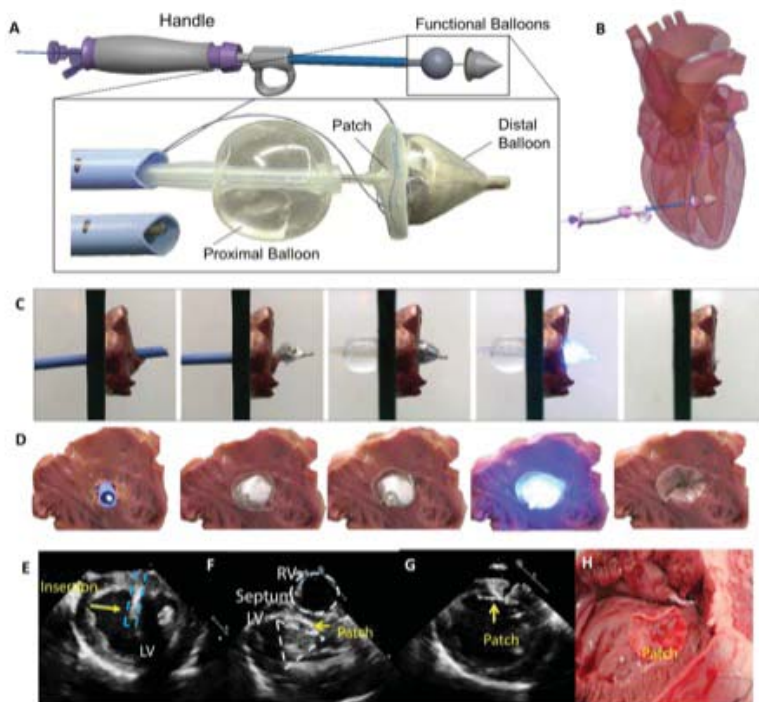 A
Handle
Functional Balloons
B
Patch
Distal
Balloon
Proximal Balloon
C
D
E
Insertion
LV
F
RV
Septum
LV
Patch
G
Patch
H
Patch